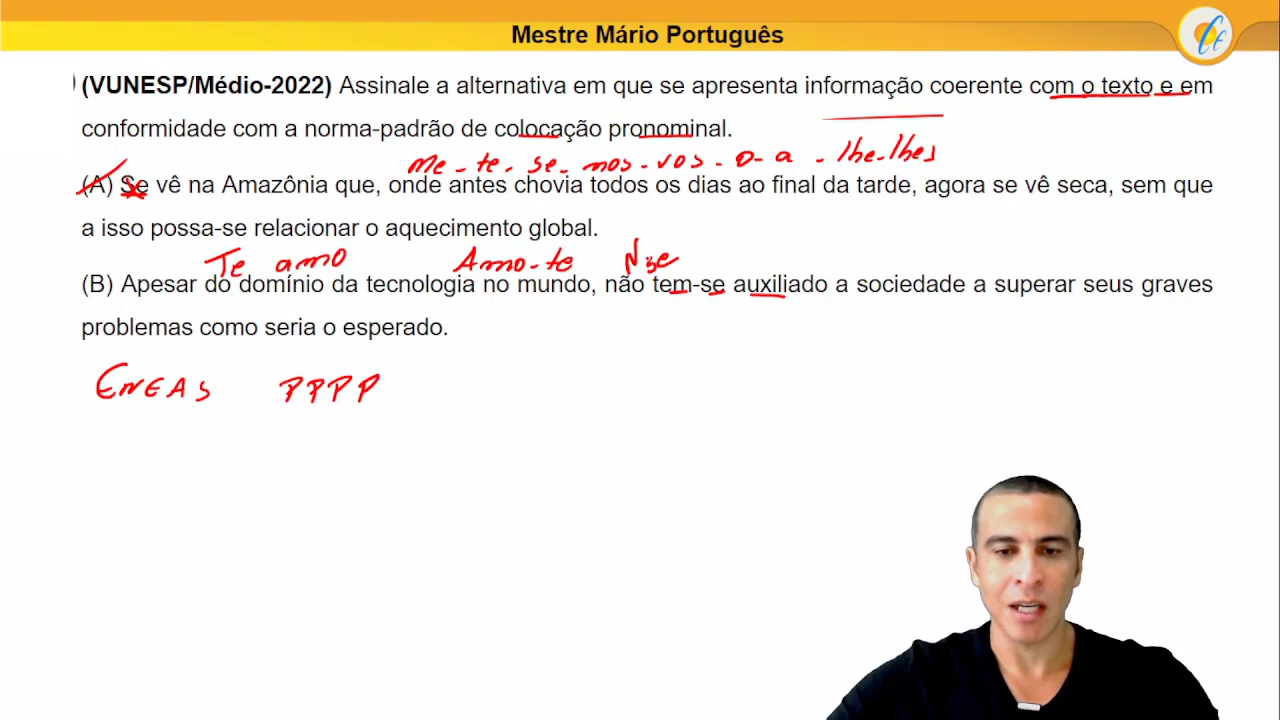 Mestre Mário Português
(VUNESP/Médio-2022) Assinale a alternativa em que se apresenta informação coerente com o texto e em
conformidade com a norma-padrão de colocação pronominal.
Me - te - se - nos - vos - o - a - lhe - lhes
(A) Se vê na Amazônia que, onde antes chovia todos os dias ao final da tarde, agora se vê seca, sem que
a isso possa-se relacionar o aquecimento global.
Te amo Amo-te
(B) Apesar do domínio da tecnologia no mundo, não tem-se auxiliado a sociedade a superar seus graves
problemas como seria o esperado.
ENEAS PPPP